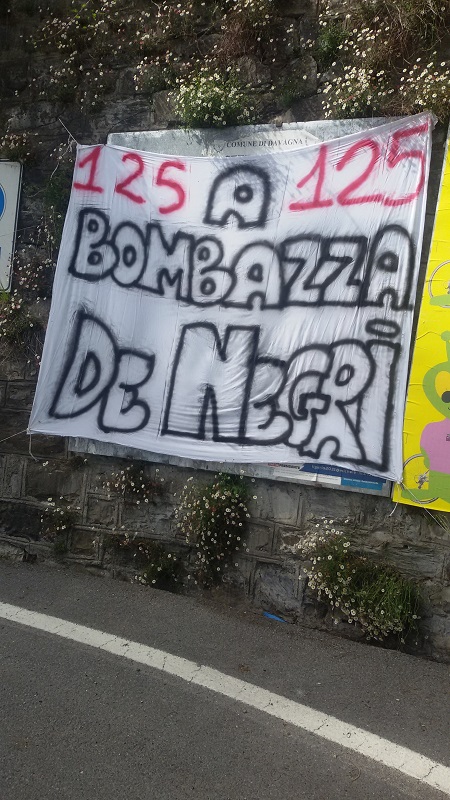 COMUNE DI DAVAGNA
125 A 125
BOMBAZZA
DE NEGRI